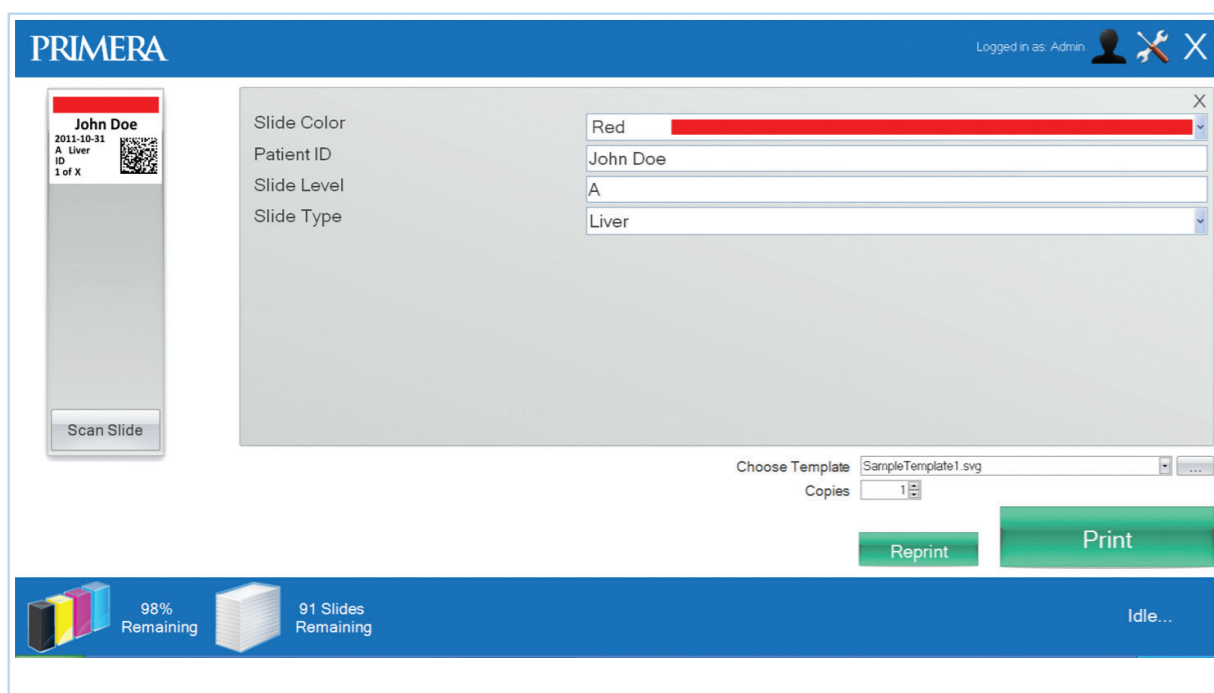 PRIMERA
Logged in as: Admin
X
John Doe
2011-10-31
A Liver
ID
1 of X
Scan Slide
X
Slide Color
Red
Patient ID
John Doe
Slide Level
A
Slide Type
Liver
Choose Template
SampleTemplate1.svg
...
Copies
1
Reprint
Print
98%
Remaining
91 Slides
Remaining
Idle...